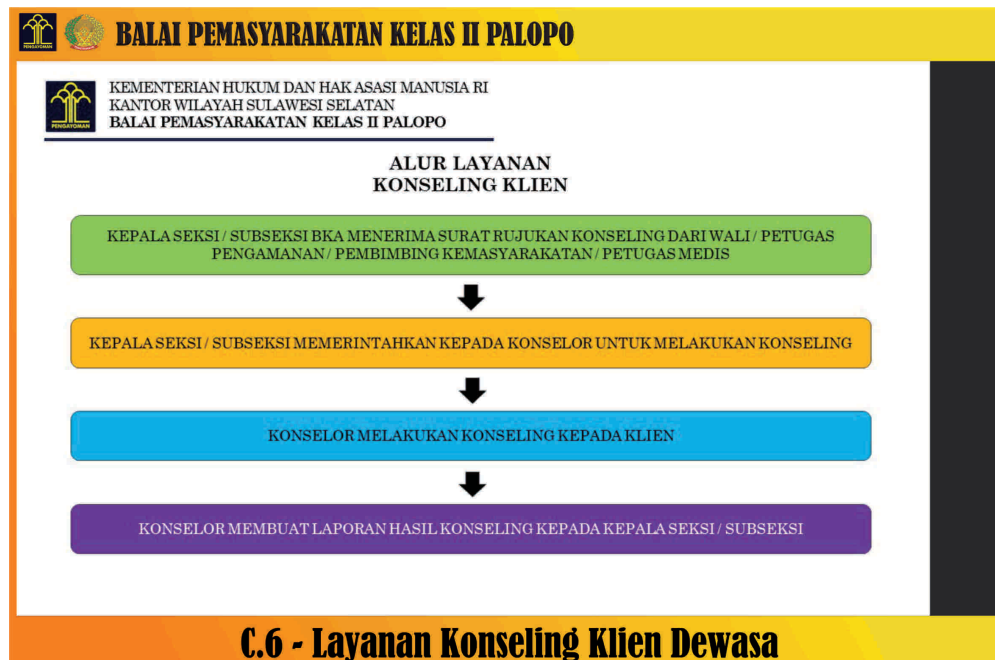 PENGAYOMAN
BALAI PEMASYARAKATAN KELAS II PALOPO
PENGAYOMAN
KEMENTERIAN HUKUM DAN HAK ASASI MANUSIA RI
KANTOR WILAYAH SULAWESI SELATAN
BALAI PEMASYARAKATAN KELAS II PALOPO
ALUR LAYANAN
KONSELING KLIEN
KEPALA SEKSI / SUBSEKSI BKA MENERIMA SURAT RUJUKAN KONSELING DARI WALI / PETUGAS
PENGAMANAN / PEMBIMBING KEMASYARAKATAN / PETUGAS MEDIS
KEPALA SEKSI / SUBSEKSI MEMERINTAHKAN KEPADA KONSELOR UNTUK MELAKUKAN KONSELING
KONSELOR MELAKUKAN KONSELING KEPADA KLIEN
KONSELOR MEMBUAT LAPORAN HASIL KONSELING KEPADA KEPALA SEKSI / SUBSEKSI
C.6 - Layanan Konseling Klien Dewasa